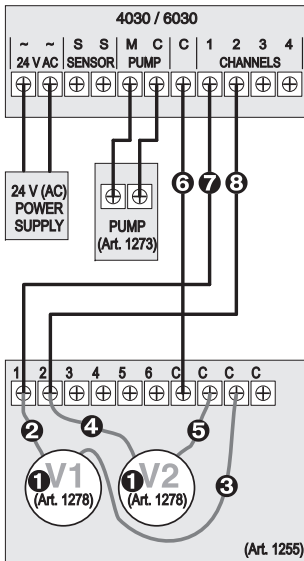 4030 / 6030
~ ~ S S M C C 1 2 3 4
24 V AC SENSOR PUMP CHANNELS
24 V (AC)
POWER
SUPPLY
PUMP
(Art. 1273)
6 7 8
1 2 3 4 5 6 C C C C
2 4 5
1 V1 1 V2 3
(Art. 1278) (Art. 1278)
(Art. 1255)